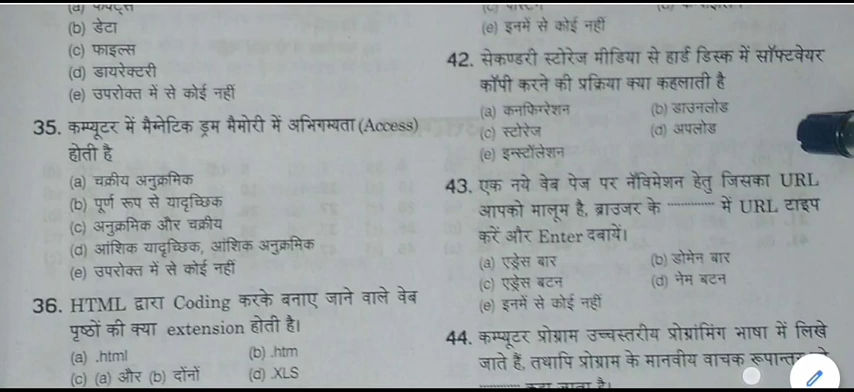 (b) डेटा
(c) फाइल्स
(d) डायरेक्टरी
(e) उपरोक्त में से कोई नहीं
35. कम्प्यूटर में मैग्नेटिक ड्रम मैमोरी में अभिगम्यता (Access)
होती है
(a) चक्रीय अनुक्रमिक
(b) पूर्ण रूप से यादृच्छिक
(c) अनुक्रमिक और चक्रीय
(d) आंशिक यादृच्छिक, आंशिक अनुक्रमिक
(e) उपरोक्त में से कोई नहीं
36. HTML द्वारा Coding करके बनाए जाने वाले वेब
पृष्ठों की क्या extension होती है।
(a) .html (b) .htm
(c) (a) और (b) दोंनों (d) .XLS
(e) इनमें से कोई नहीं
42. सेकण्डरी स्टोरेज मीडिया से हार्ड डिस्क में सॉफ्टवेयर
कॉपी करने की प्रक्रिया क्या कहलाती है
(a) कनफिगरेशन (b) डाउनलोड
(c) स्टोरेज (d) अपलोड
(e) इन्स्टॉलेशन
43. एक नये वेब पेज पर नेविमेशन हेतु जिसका URL
आपको मालूम है, ब्राउजर के ............ में URL टाइप
करें और Enter दबायें।
(a) एड्रेस बार (b) डोमेन बार
(c) एड्रेस बटन (d) नेम बटन
(e) इनमें से कोई नहीं
44. कम्प्यूटर प्रोग्राम उच्चस्तरीय प्रोग्रामिंग भाषा में लिखे
जाते हैं, तथापि प्रोग्राम के मानवीय वाचक
............ कहा जाता है।